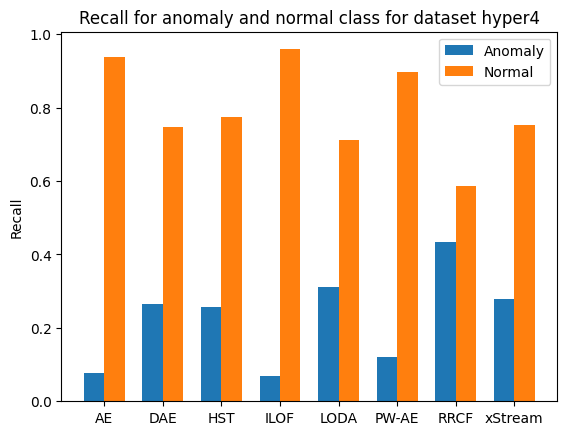 Recall for anomaly and normal class for dataset hyper4
Anomaly
Normal
Recall
1.0
0.8
0.6
0.4
0.2
0.0
AE DAE HST ILOF LODA PW-AE RRCF xStream